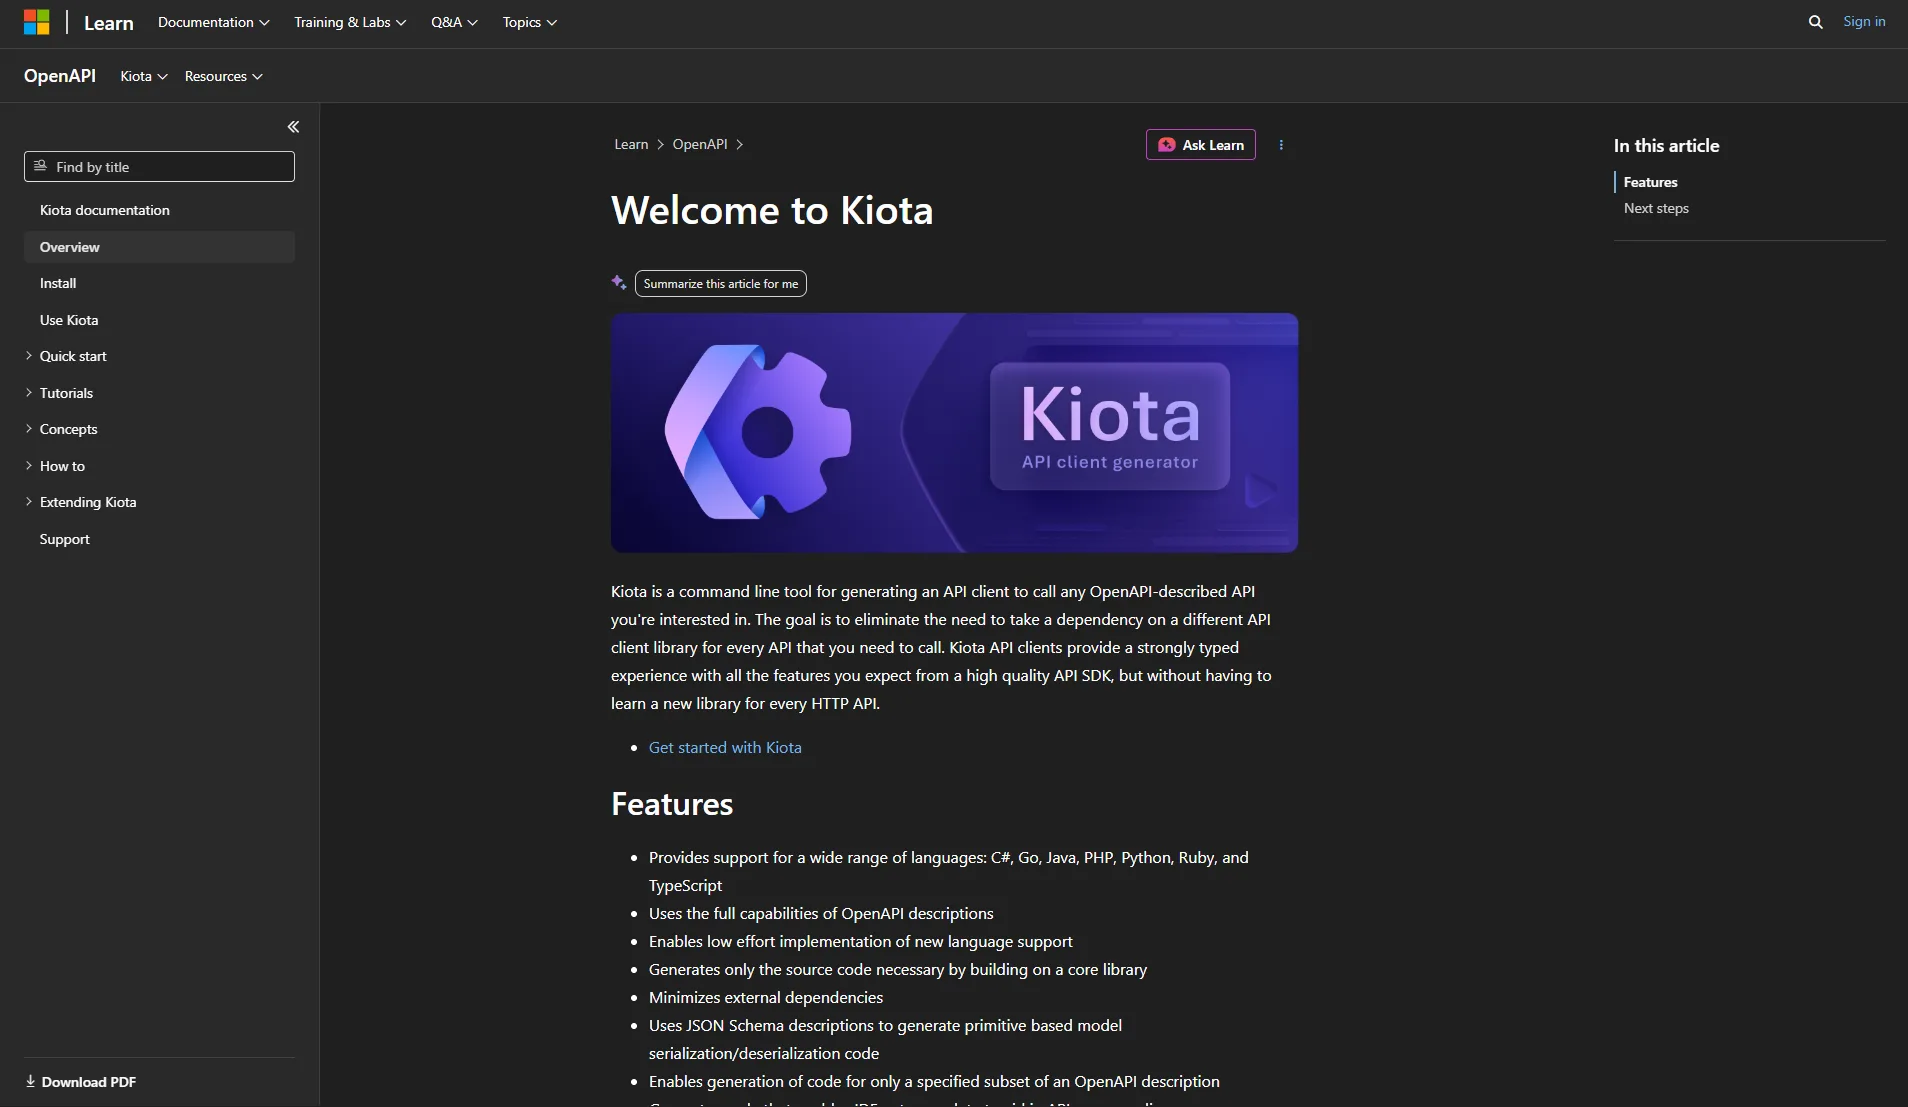 Learn
Documentation
Training & Labs
Q&A
Topics
Sign in
OpenAPI
Kiota
Resources
Find by title
Kiota documentation
Overview
Install
Use Kiota
Quick start
Tutorials
Concepts
How to
Extending Kiota
Support
Download PDF
Learn
OpenAPI
Ask Learn
Welcome to Kiota
Summarize this article for me
Kiota
API client generator
Kiota is a command line tool for generating an API client to call any OpenAPI-described API
you're interested in. The goal is to eliminate the need to take a dependency on a different API
client library for every API that you need to call. Kiota API clients provide a strongly typed
experience with all the features you expect from a high quality API SDK, but without having to
learn a new library for every HTTP API.
Get started with Kiota
Features
Provides support for a wide range of languages: C#, Go, Java, PHP, Python, Ruby, and
TypeScript
Uses the full capabilities of OpenAPI descriptions
Enables low effort implementation of new language support
Generates only the source code necessary by building on a core library
Minimizes external dependencies
Uses JSON Schema descriptions to generate primitive based model
serialization/deserialization code
Enables generation of code for only a specified subset of an OpenAPI description
In this article
Features
Next steps